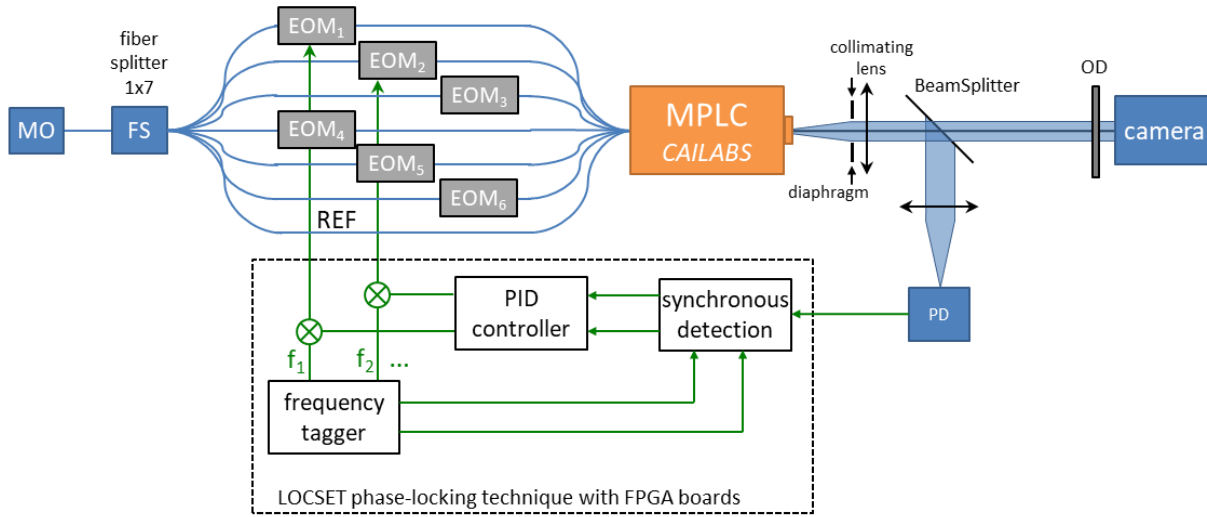 fiber
splitter
1x7
MO
FS
EOM1
EOM2
EOM3
EOM4
EOM5
EOM6
REF
MPLC
CAILABS
collimating
lens
diaphragm
BeamSplitter
OD
camera
PD
PID
controller
synchronous
detection
f1
f2 ...
frequency
tagger
LOCSET phase-locking technique with FPGA boards